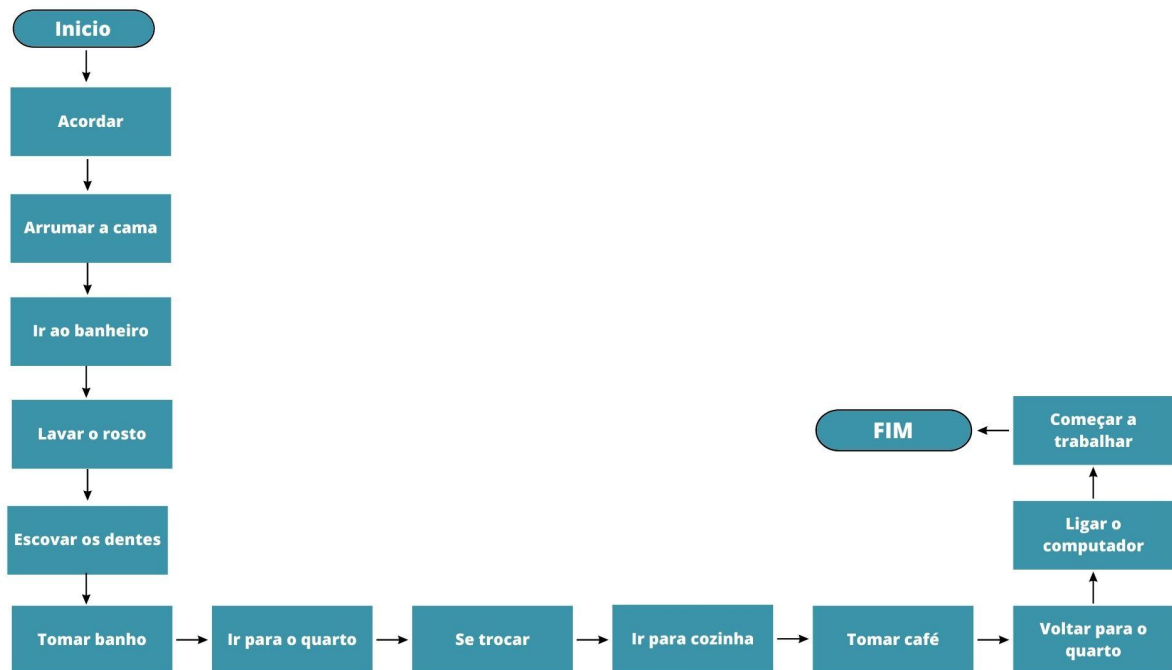 Inicio
Acordar
Arrumar a cama
Ir ao banheiro
Lavar o rosto
Escovar os dentes
Tomar banho
Ir para o quarto
Se trocar
Ir para cozinha
Tomar café
Voltar para o
quarto
Ligar o
computador
Começar a
trabalhar
FIM